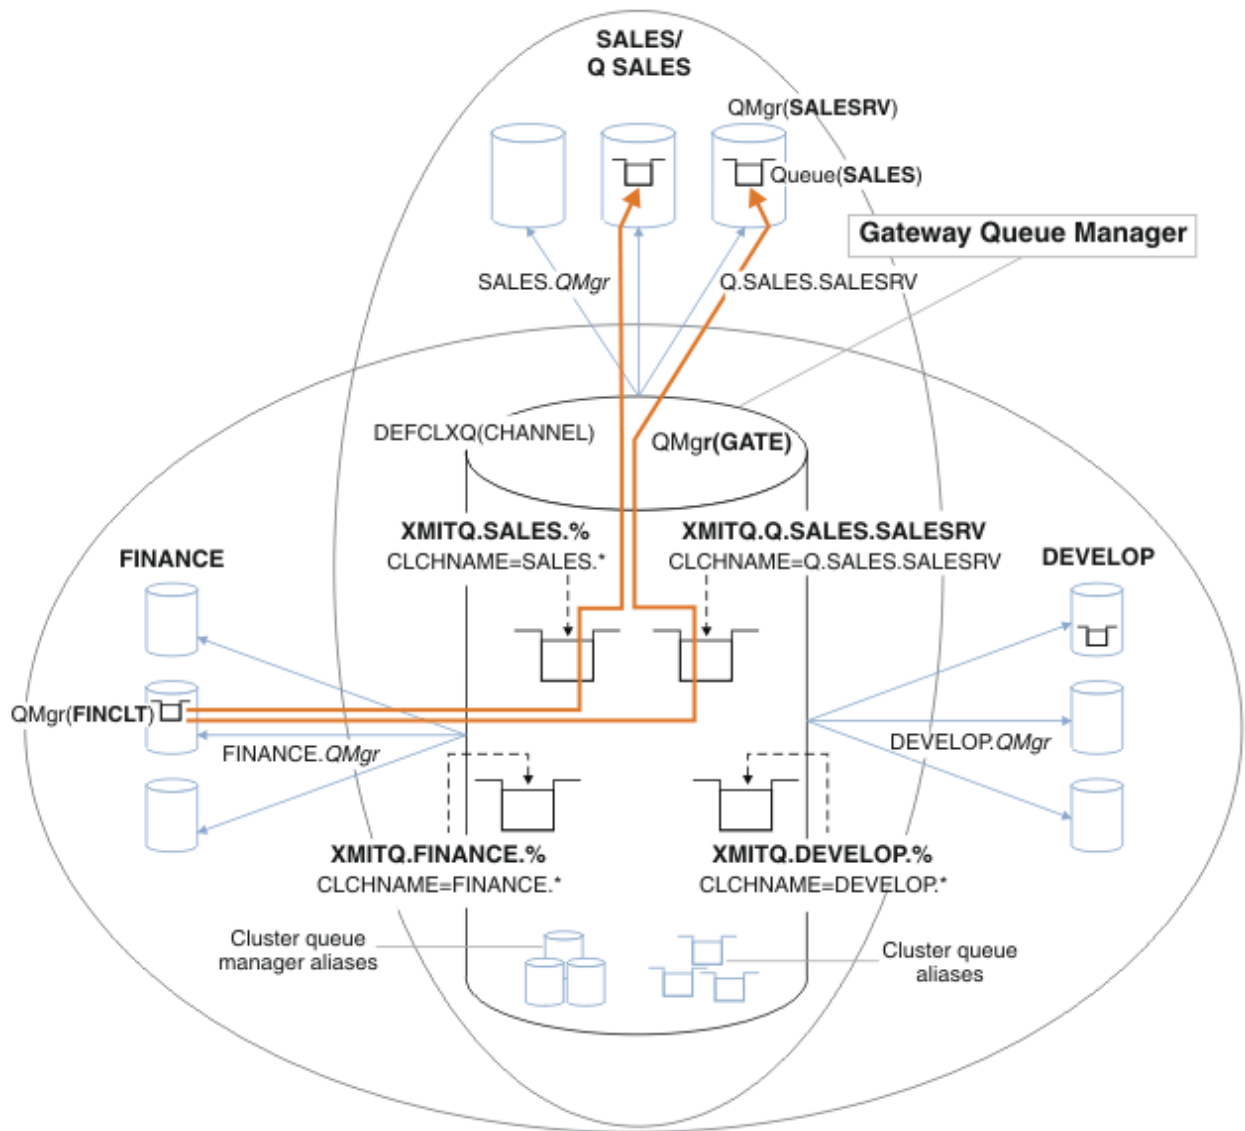 SALES/
Q SALES
QMgr(SALESRV)
Queue(SALES)
Gateway Queue Manager
SALES.QMgr
Q.SALES.SALESRV
DEFCLXQ(CHANNEL)
QMgr(GATE)
XMITQ.SALES.%
CLCHNAME=SALES.*
XMITQ.Q.SALES.SALESRV
CLCHNAME=Q.SALES.SALESRV
FINANCE
DEVELOP
QMgr(FINCLT)
FINANCE.QMgr
DEVELOP.QMgr
XMITQ.FINANCE.%
CLCHNAME=FINANCE.*
XMITQ.DEVELOP.%
CLCHNAME=DEVELOP.*
Cluster queue
manager aliases
Cluster queue
aliases